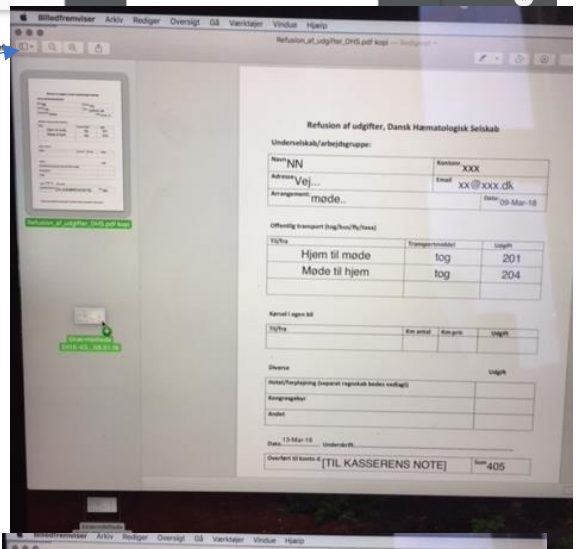 Billedfremviser Arkiv Rediger Oversigt Gå Værktøjer Vindue Hjælp
Refusion_af_udgifter_DHS.pdf kopi
Refusion af udgifter, Dansk Hæmatologisk Selskab
Underselskab/arbejdsgruppe:
Navn NN Kontonr. xxx
Adresse Vej... Email xx@xxx.dk
Arrangement: møde.. Dato: 09-Mar-18
Refusion_af_udgifter_DHS.pdf kopi
Offentlig transport (tog/bus/fly/taxa)
Til/fra Transportmiddel Udgift
Hjem til møde tog 201
Møde til hjem tog 204
Kørsel i egen bil
Til/fra Km antal Km-pris Udgift
Skærmbillede
Diverse Udgift
Hotel/forplejning (separat regnskab bedes vedlagt)
Kongresgebyr
Andet
Dato 13-Mar-18 Underskrift
Overført til konto d. [TIL KASSERENS NOTE] Sum 405
Skærmbillede
Billedfremviser Arkiv Rediger Oversigt Gå Værktøjer Vindue Hjælp